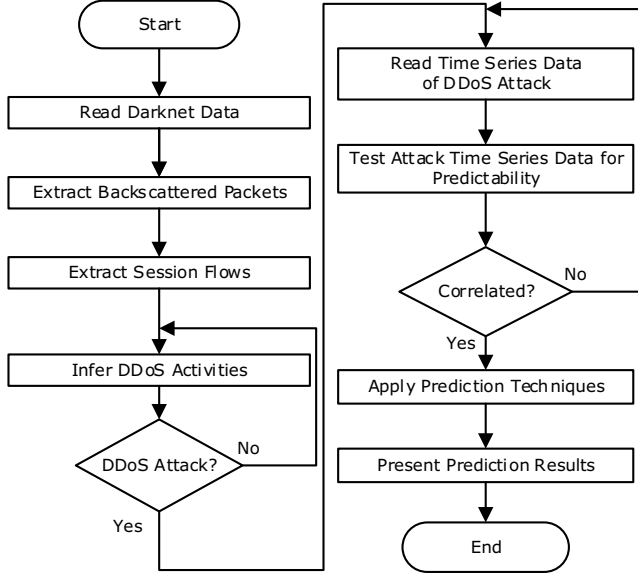 Start
Read Darknet Data
Extract Backscattered Packets
Extract Session Flows
Infer DDoS Activities
DDoS Attack?
No
Yes
Read Time Series Data
of DDoS Attack
Test Attack Time Series Data for
Predictability
Correlated?
No
Yes
Apply Prediction Techniques
Present Prediction Results
End